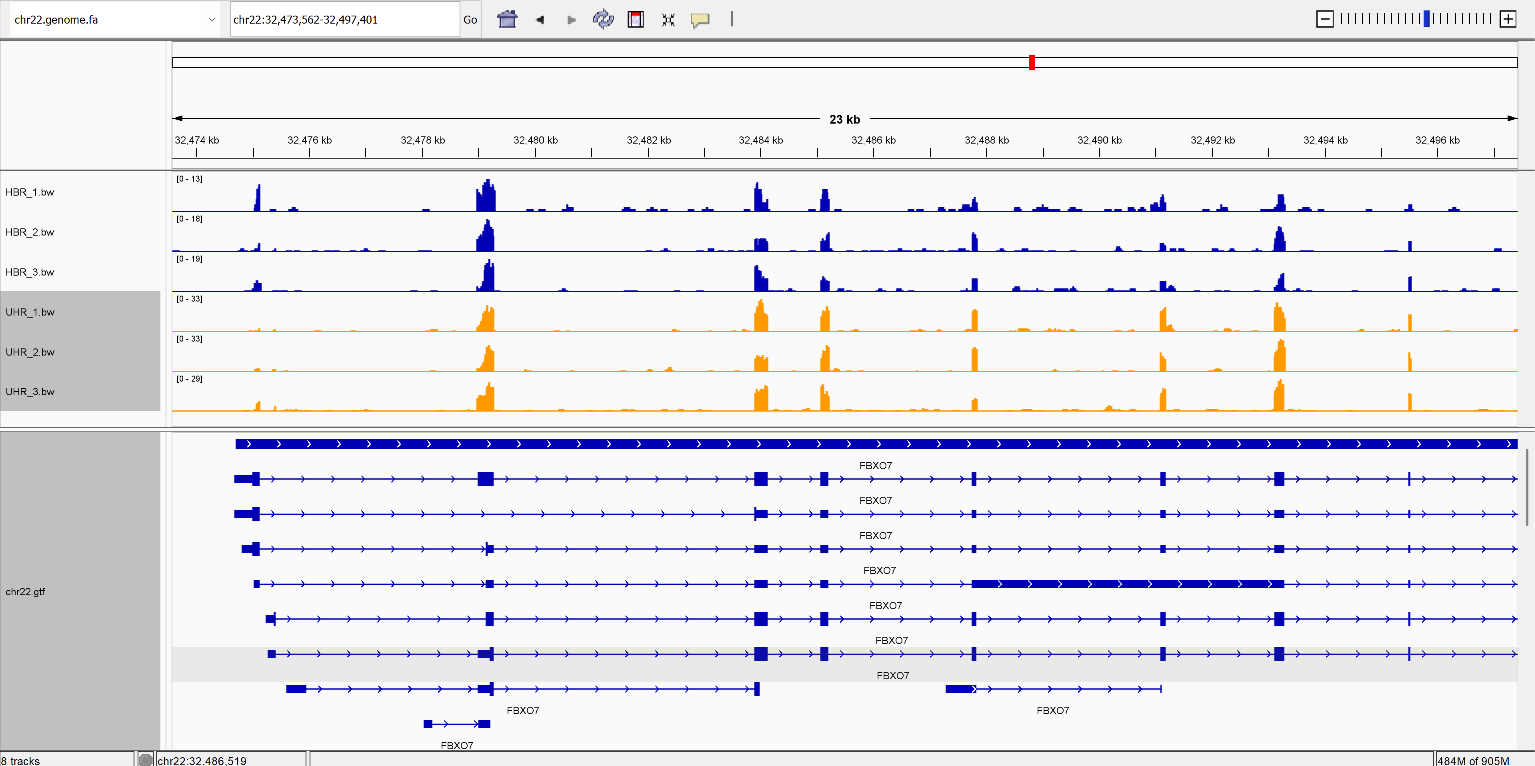 chr22.genome.fa chr22:32,473,562-32,497,401 Go
23 kb
32,474 kb 32,476 kb 32,478 kb 32,480 kb 32,482 kb 32,484 kb 32,486 kb 32,488 kb 32,490 kb 32,492 kb 32,494 kb 32,496 kb
[0 - 13]
HBR_1.bw
[0 - 18]
HBR_2.bw
[0 - 19]
HBR_3.bw
[0 - 33]
UHR_1.bw
[0 - 33]
UHR_2.bw
[0 - 29]
UHR_3.bw
FBXO7
FBXO7
FBXO7
FBXO7
chr22.gtf
FBXO7
FBXO7
FBXO7
FBXO7 FBXO7
FBXO7
8 tracks chr22:32,486,519 484M of 905M